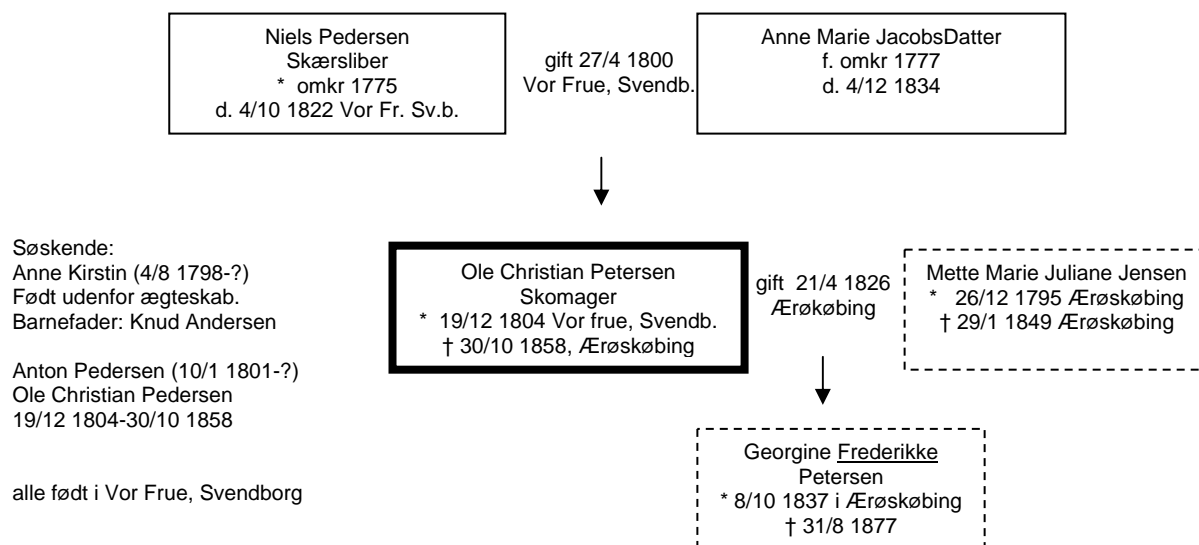 Niels Pedersen
Skærsliber
* omkr 1775
d. 4/10 1822 Vor Fr. Sv.b.
gift 27/4 1800
Vor Frue, Svendb.
Anne Marie JacobsDatter
f. omkr 1777
d. 4/12 1834
Søskende:
Anne Kirstin (4/8 1798-?)
Født udenfor ægteskab.
Barnefader: Knud Andersen
Anton Pedersen (10/1 1801-?)
Ole Christian Pedersen
19/12 1804-30/10 1858
alle født i Vor Frue, Svendborg
Ole Christian Petersen
Skomager
* 19/12 1804 Vor frue, Svendb.
† 30/10 1858, Ærøskøbing
gift 21/4 1826
Ærøkøbing
Mette Marie Juliane Jensen
* 26/12 1795 Ærøskøbing
† 29/1 1849 Ærøskøbing
Georgine Frederikke
Petersen
* 8/10 1837 i Ærøskøbing
† 31/8 1877